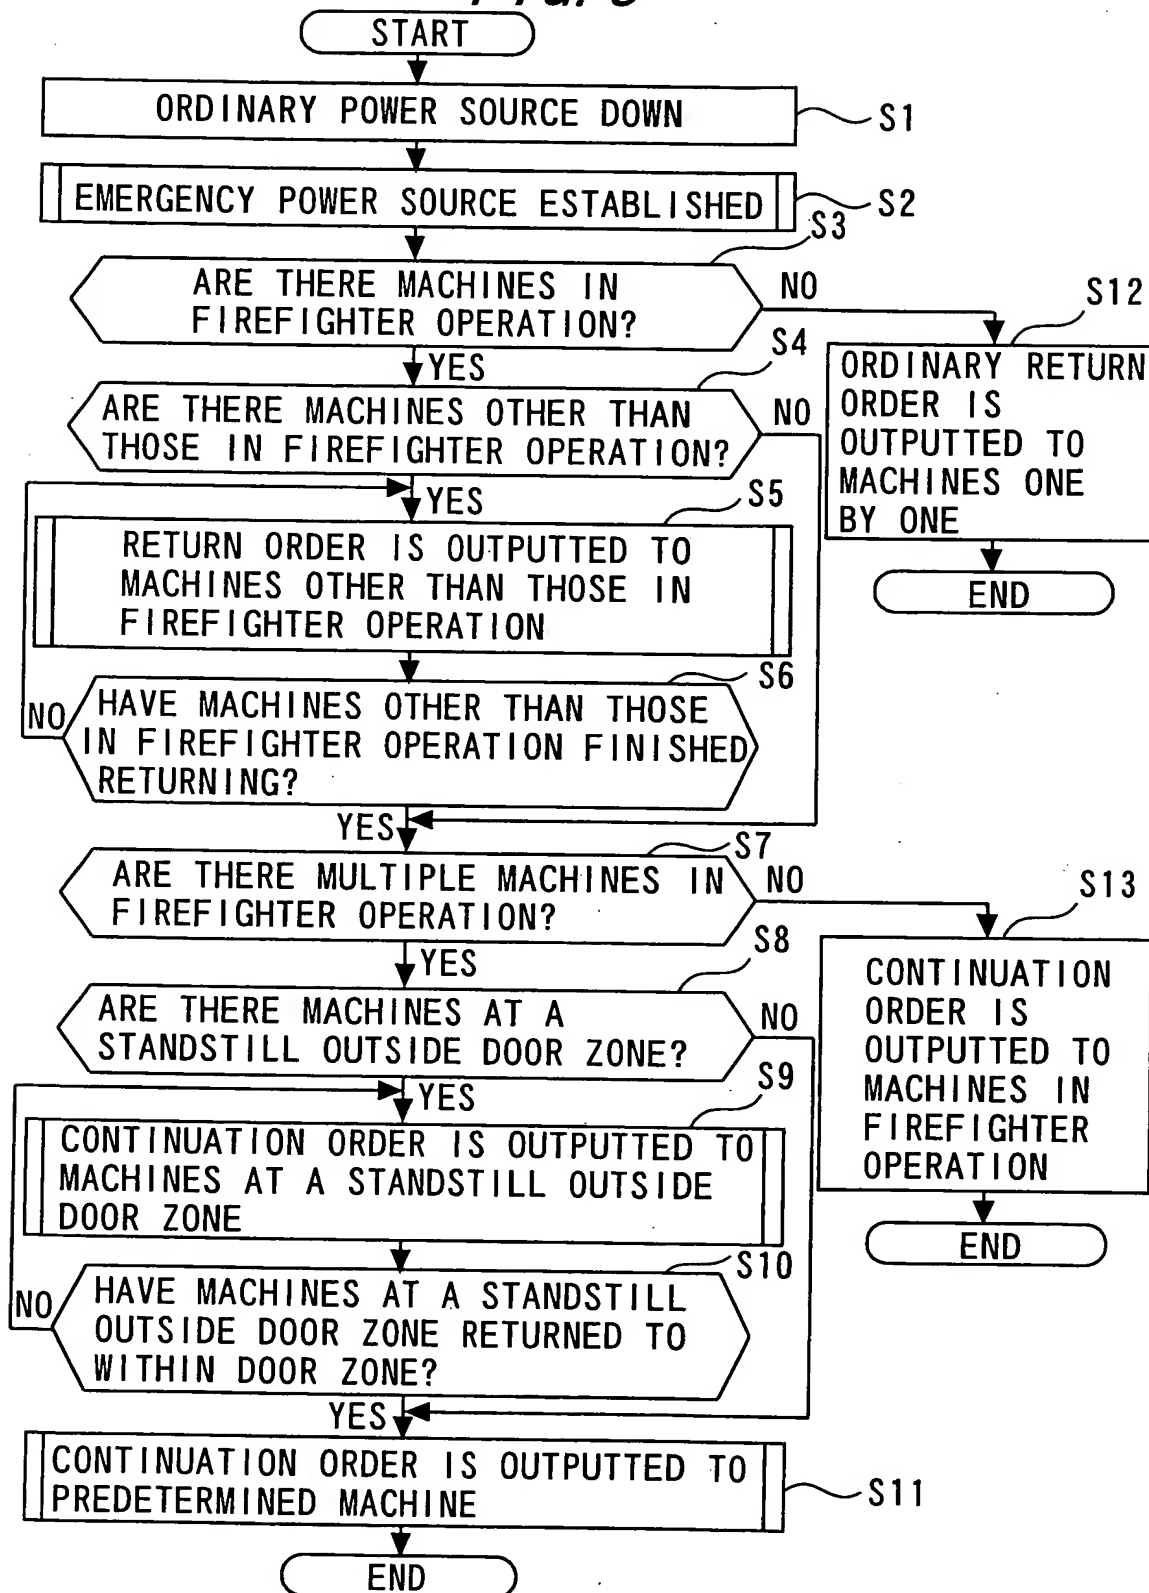 START
ORDINARY POWER SOURCE DOWN
S1
EMERGENCY POWER SOURCE ESTABLISHED
S2
S3
ARE THERE MACHINES IN
FIREFIGHTER OPERATION?
NO
YES
S12
ORDINARY RETURN
ORDER IS
OUTPUTTED TO
MACHINES ONE
BY ONE
END
S4
ARE THERE MACHINES OTHER THAN
THOSE IN FIREFIGHTER OPERATION?
NO
YES
S5
RETURN ORDER IS OUTPUTTED TO
MACHINES OTHER THAN THOSE IN
FIREFIGHTER OPERATION
S6
HAVE MACHINES OTHER THAN THOSE
IN FIREFIGHTER OPERATION FINISHED
RETURNING?
NO
YES
S7
ARE THERE MULTIPLE MACHINES IN
FIREFIGHTER OPERATION?
NO
YES
S13
CONTINUATION
ORDER IS
OUTPUTTED TO
MACHINES IN
FIREFIGHTER
OPERATION
END
S8
ARE THERE MACHINES AT A
STANDSTILL OUTSIDE DOOR ZONE?
NO
YES
S9
CONTINUATION ORDER IS OUTPUTTED TO
MACHINES AT A STANDSTILL OUTSIDE
DOOR ZONE
S10
HAVE MACHINES AT A STANDSTILL
OUTSIDE DOOR ZONE RETURNED TO
WITHIN DOOR ZONE?
NO
YES
CONTINUATION ORDER IS OUTPUTTED TO
PREDETERMINED MACHINE
S11
END